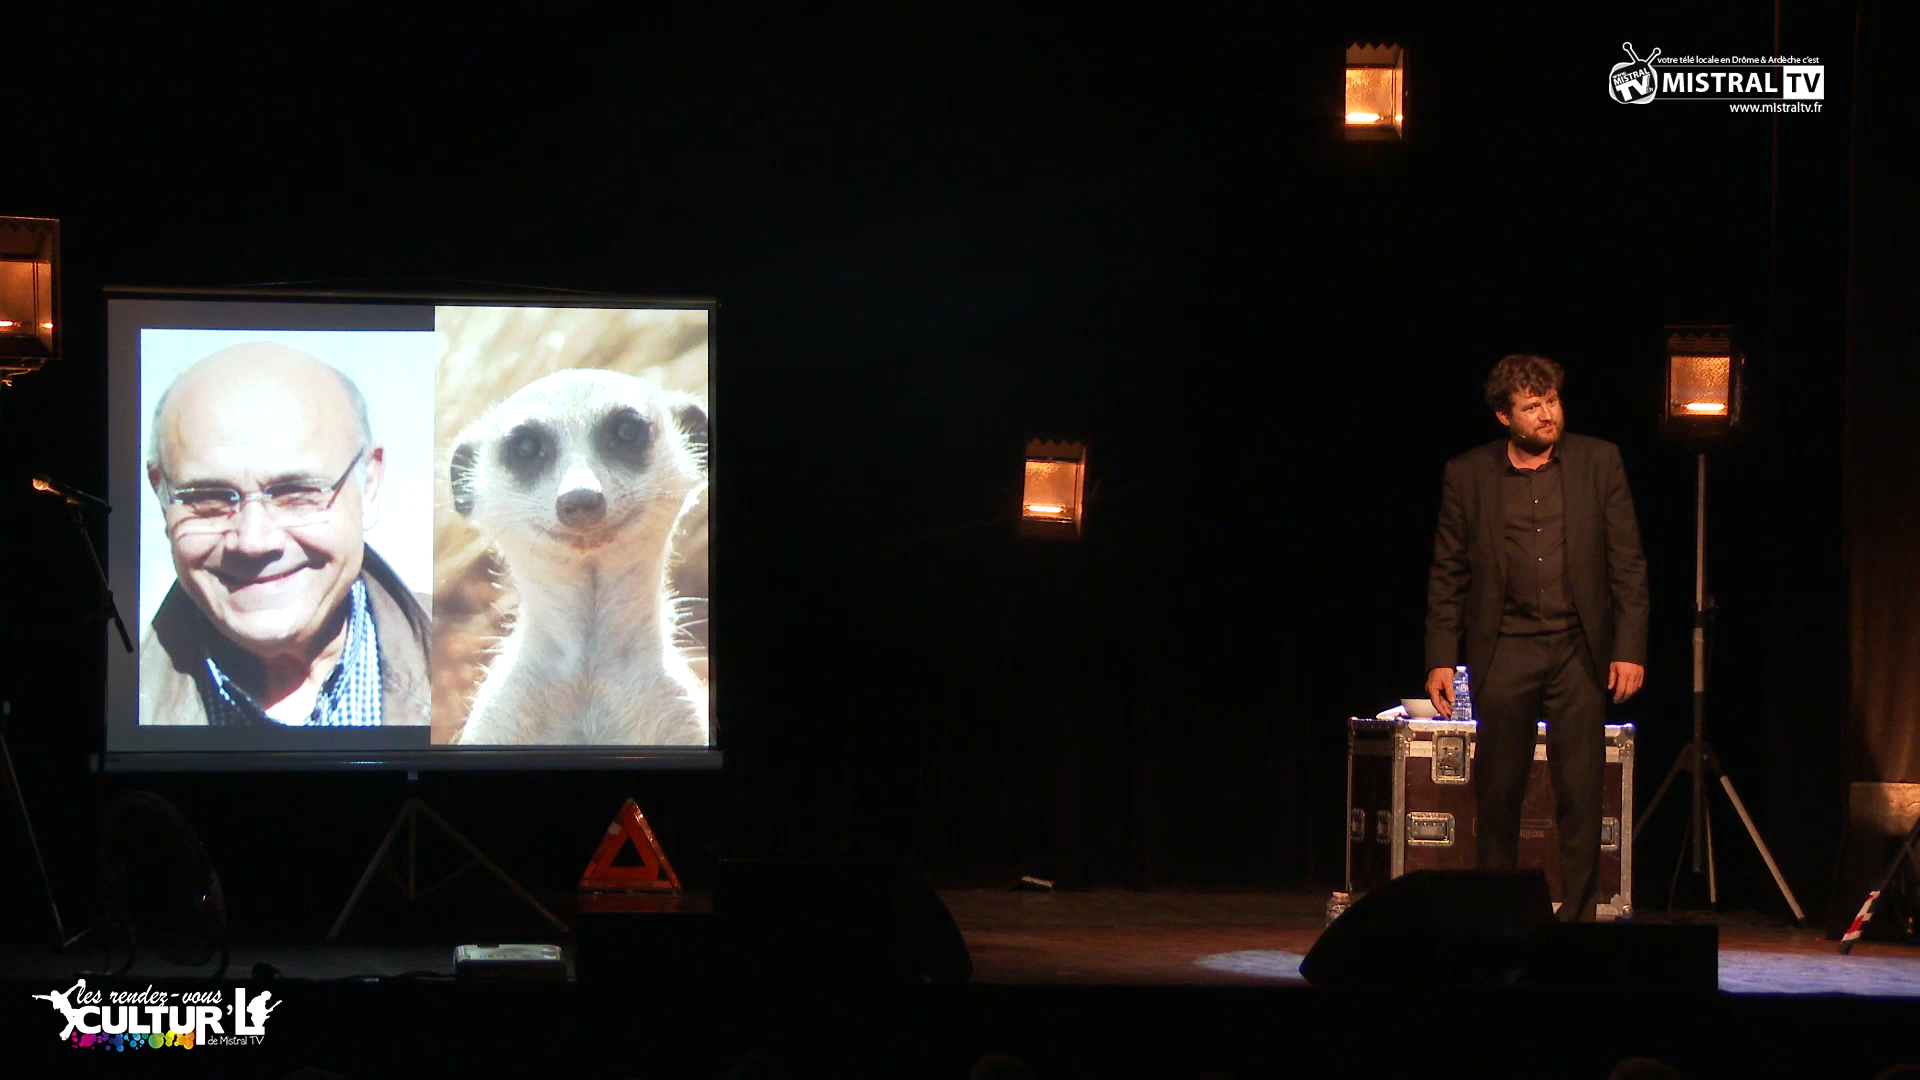 votre télé locale en Drôme & Ardèche c'est
MISTRAL TV
www.mistraltv.fr
les rendez-vous
CULTUR'L
de Mistral TV